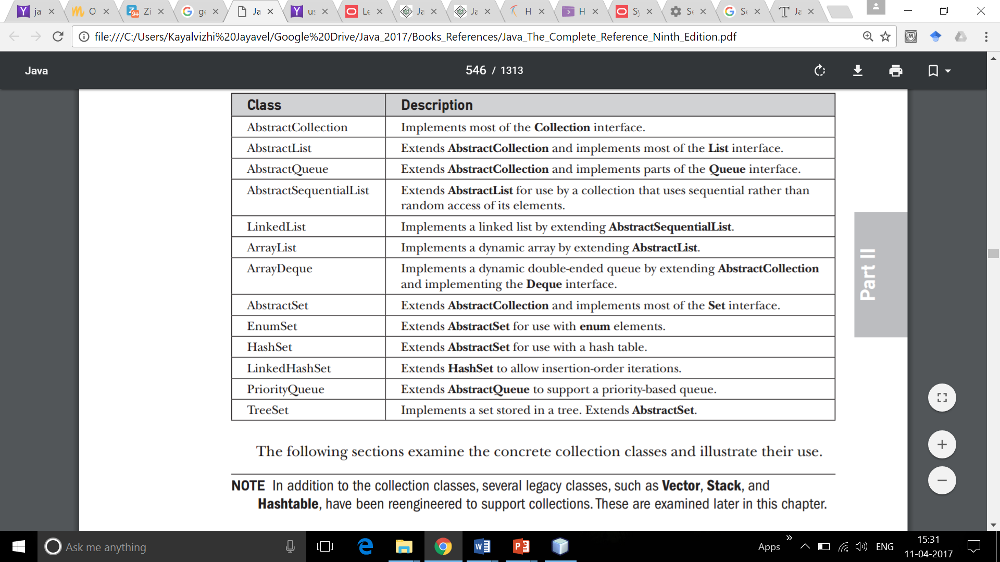 ja
O
Zi
ge
Ja
us
Le
Ja
Ja
H
H
Sy
Se
Se
Ja
file:///C:/Users/Kayalvizhi%20Jayavel/Google%20Drive/Java_2017/Books_References/Java_The_Complete_Reference_Ninth_Edition.pdf
Java
546 / 1313
Class Description
AbstractCollection Implements most of the Collection interface.
AbstractList Extends AbstractCollection and implements most of the List interface.
AbstractQueue Extends AbstractCollection and implements parts of the Queue interface.
AbstractSequentialList Extends AbstractList for use by a collection that uses sequential rather than
random access of its elements.
LinkedList Implements a linked list by extending AbstractSequentialList.
ArrayList Implements a dynamic array by extending AbstractList.
ArrayDeque Implements a dynamic double-ended queue by extending AbstractCollection
and implementing the Deque interface.
AbstractSet Extends AbstractCollection and implements most of the Set interface.
EnumSet Extends AbstractSet for use with enum elements.
HashSet Extends AbstractSet for use with a hash table.
LinkedHashSet Extends HashSet to allow insertion-order iterations.
PriorityQueue Extends AbstractQueue to support a priority-based queue.
TreeSet Implements a set stored in a tree. Extends AbstractSet.
Part II
The following sections examine the concrete collection classes and illustrate their use.
NOTE In addition to the collection classes, several legacy classes, such as Vector, Stack, and
Hashtable, have been reengineered to support collections. These are examined later in this chapter.
Ask me anything
Apps
ENG
15:31
11-04-2017